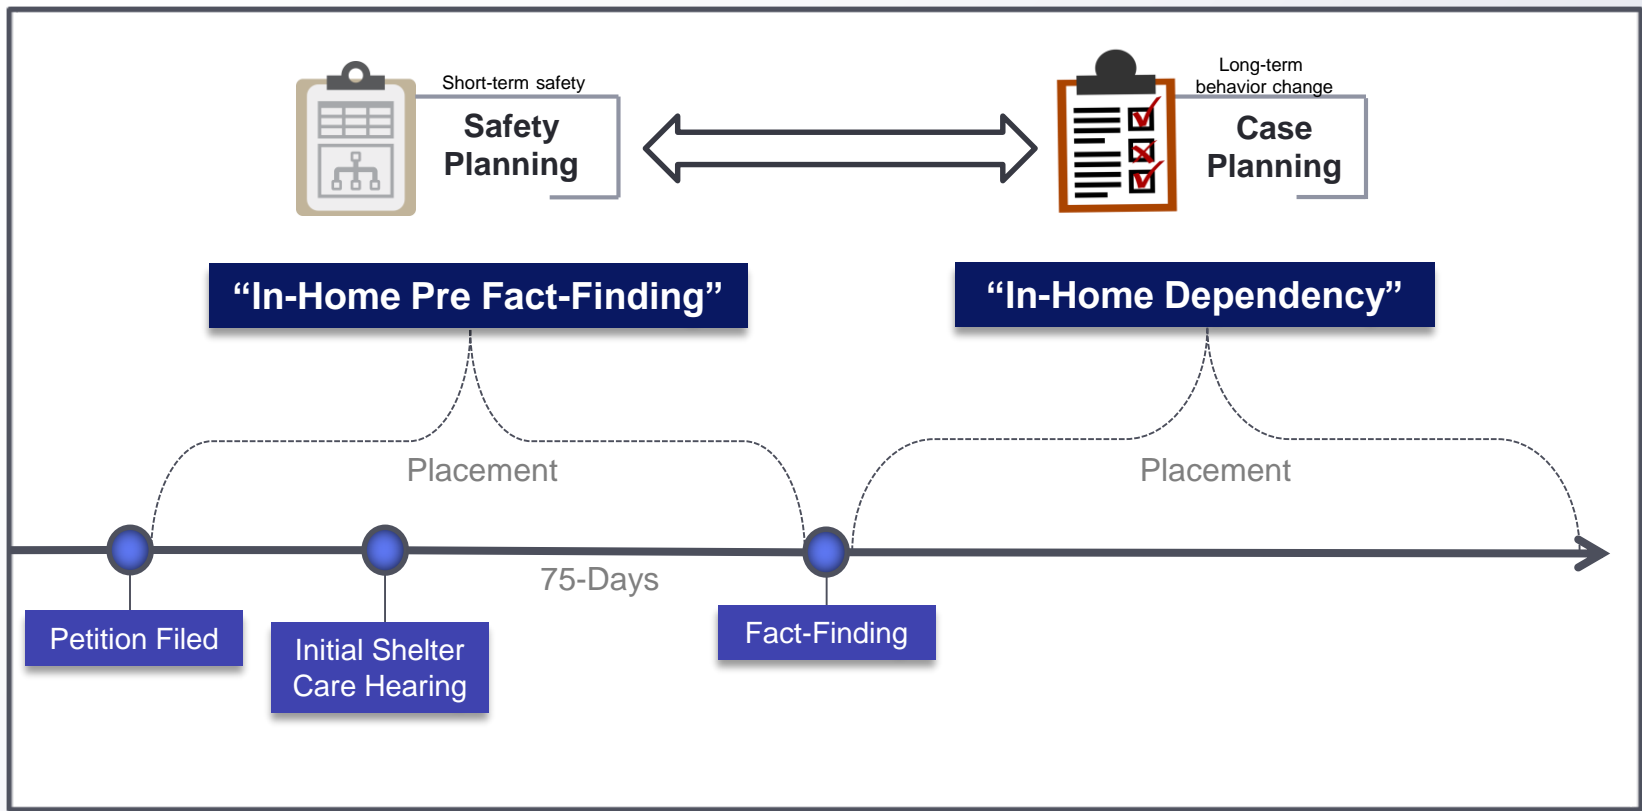 Short-term safety
Safety
Planning
Long-term
behavior change
Case
Planning
“In-Home Pre Fact-Finding”
“In-Home Dependency”
Placement
Placement
75-Days
Petition Filed
Initial Shelter
Care Hearing
Fact-Finding